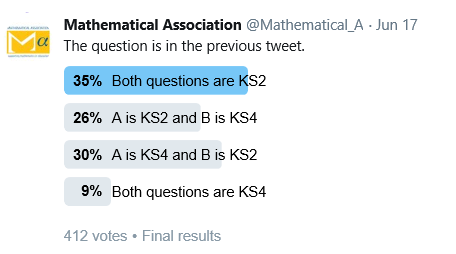 Mathematical Association @Mathematical_A · Jun 17
The question is in the previous tweet.
35% Both questions are KS2
26% A is KS2 and B is KS4
30% A is KS4 and B is KS2
9% Both questions are KS4
412 votes • Final results